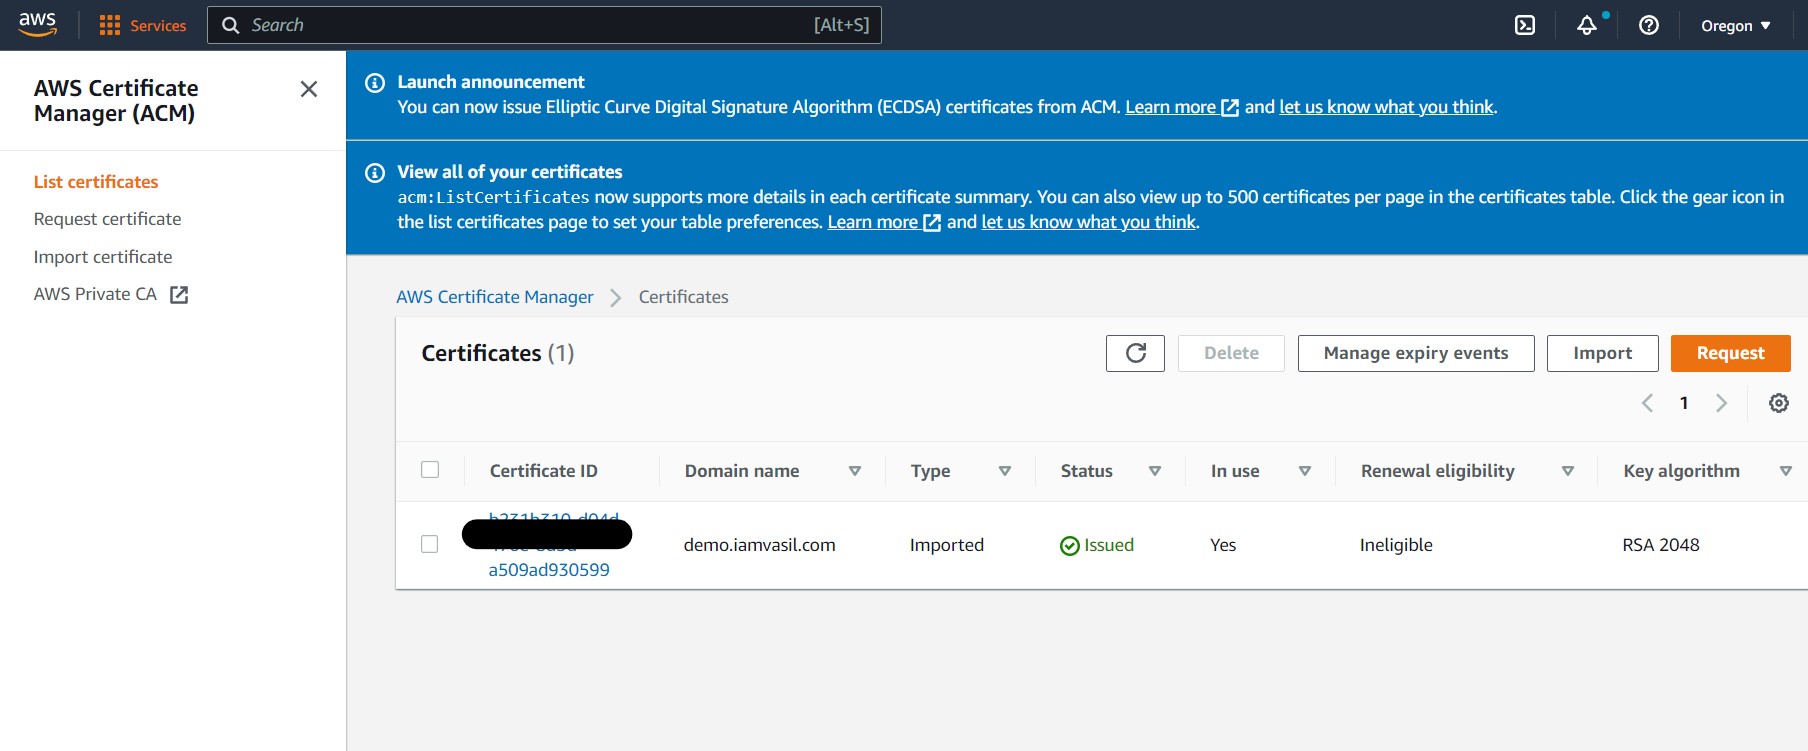 aws
Services
Search
[Alt+S]
Oregon
AWS Certificate
Manager (ACM)
List certificates
Request certificate
Import certificate
AWS Private CA
Launch announcement
You can now issue Elliptic Curve Digital Signature Algorithm (ECDSA) certificates from ACM. Learn more and let us know what you think.
View all of your certificates
acm:ListCertificates now supports more details in each certificate summary. You can also view up to 500 certificates per page in the certificates table. Click the gear icon in
the list certificates page to set your table preferences. Learn more and let us know what you think.
AWS Certificate Manager > Certificates
Certificates (1)
Delete
Manage expiry events
Import
Request
1
Certificate ID
Domain name
Type
Status
In use
Renewal eligibility
Key algorithm
a509ad930599
demo.iamvasil.com
Imported
Issued
Yes
Ineligible
RSA 2048